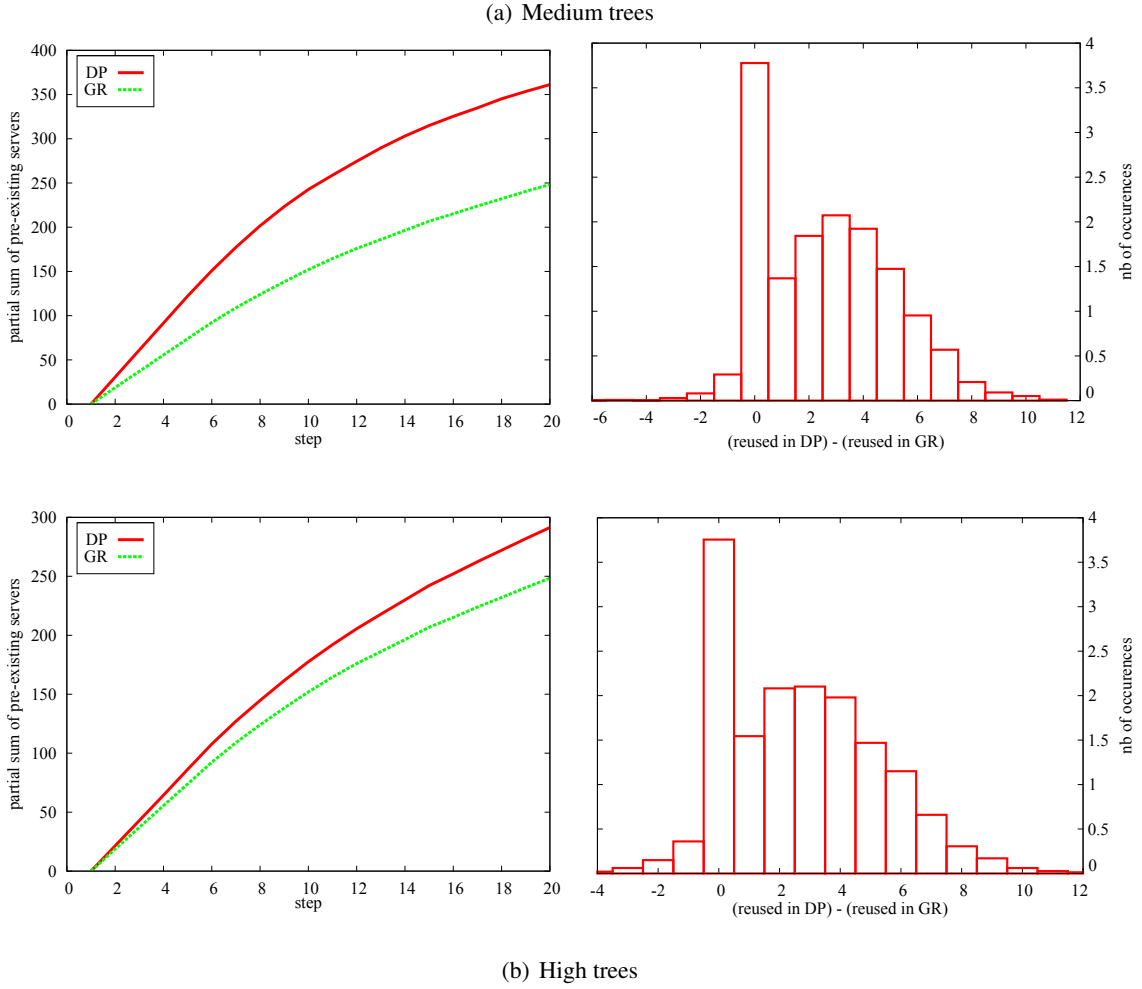 (a) Medium trees
partial sum of pre-existing servers
400
350
300
250
200
150
100
50
0
DP
GR
0 2 4 6 8 10 12 14 16 18 20
step
4
3.5
3
2.5
2
1.5
1
0.5
0
nb of occurences
-6 -4 -2 0 2 4 6 8 10 12
(reused in DP) - (reused in GR)
partial sum of pre-existing servers
300
250
200
150
100
50
0
DP
GR
0 2 4 6 8 10 12 14 16 18 20
step
4
3.5
3
2.5
2
1.5
1
0.5
0
nb of occurences
-4 -2 0 2 4 6 8 10 12
(reused in DP) - (reused in GR)
(b) High trees